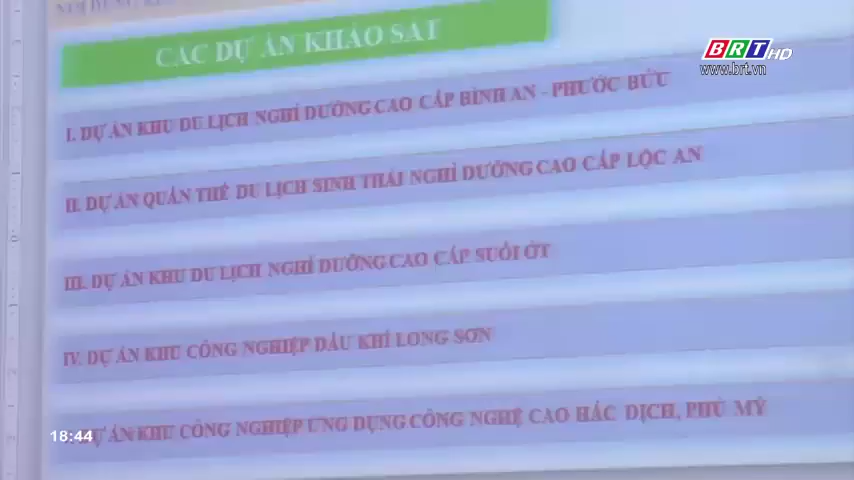 CÁC DỰ ÁN KHẢO SÁT
BRT HD
www.brt.vn
I. DỰ ÁN KHU DU LỊCH NGHỈ DƯỠNG CAO CẤP BÌNH AN - PHƯỚC BỬU
II. DỰ ÁN QUẦN THỂ DU LỊCH SINH THÁI NGHỈ DƯỠNG CAO CẤP LỘC AN
III. DỰ ÁN KHU DU LỊCH NGHỈ DƯỠNG CAO CẤP SUỐI ỚT
IV. DỰ ÁN KHU CÔNG NGHIỆP DẦU KHÍ LONG SƠN
DỰ ÁN KHU CÔNG NGHIỆP ỨNG DỤNG CÔNG NGHỆ CAO HẮC DỊCH, PHÚ MỸ
18:44